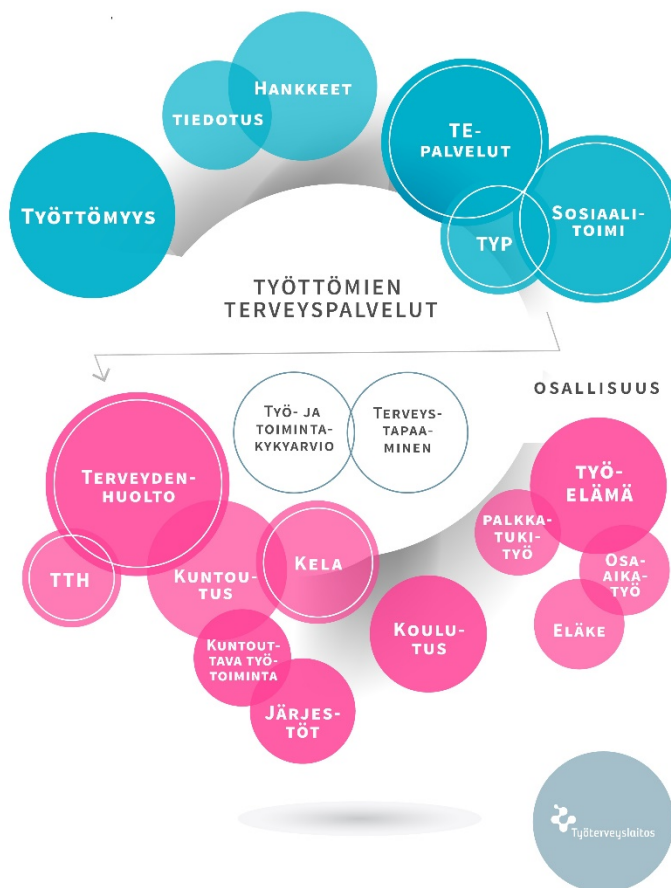 HANKKEET
TIEDOTUS
TE-
PALVELUT
TYÖTTÖMYYS
SOSIAALI-
TOIMI
TYP
TYÖTTÖMIEN
TERVEYSPALVELUT
OSALLISUUS
TYÖ- JA
TOIMINTA-
KYKYARVIO
TERVEYS-
TAPAA-
MINEN
TERVEYDEN-
HUOLTO
TYÖ-
ELÄMÄ
PALKKA-
TUKI-
TYÖ
TTH
KUNTOU-
TUS
KELA
OSA-
AIKA-
TYÖ
KOULU-
TUS
ELÄKE
KUNTOUT-
TAVA TYÖ-
TOIMINTA
JÄRJES-
TÖT
Työterveyslaitos